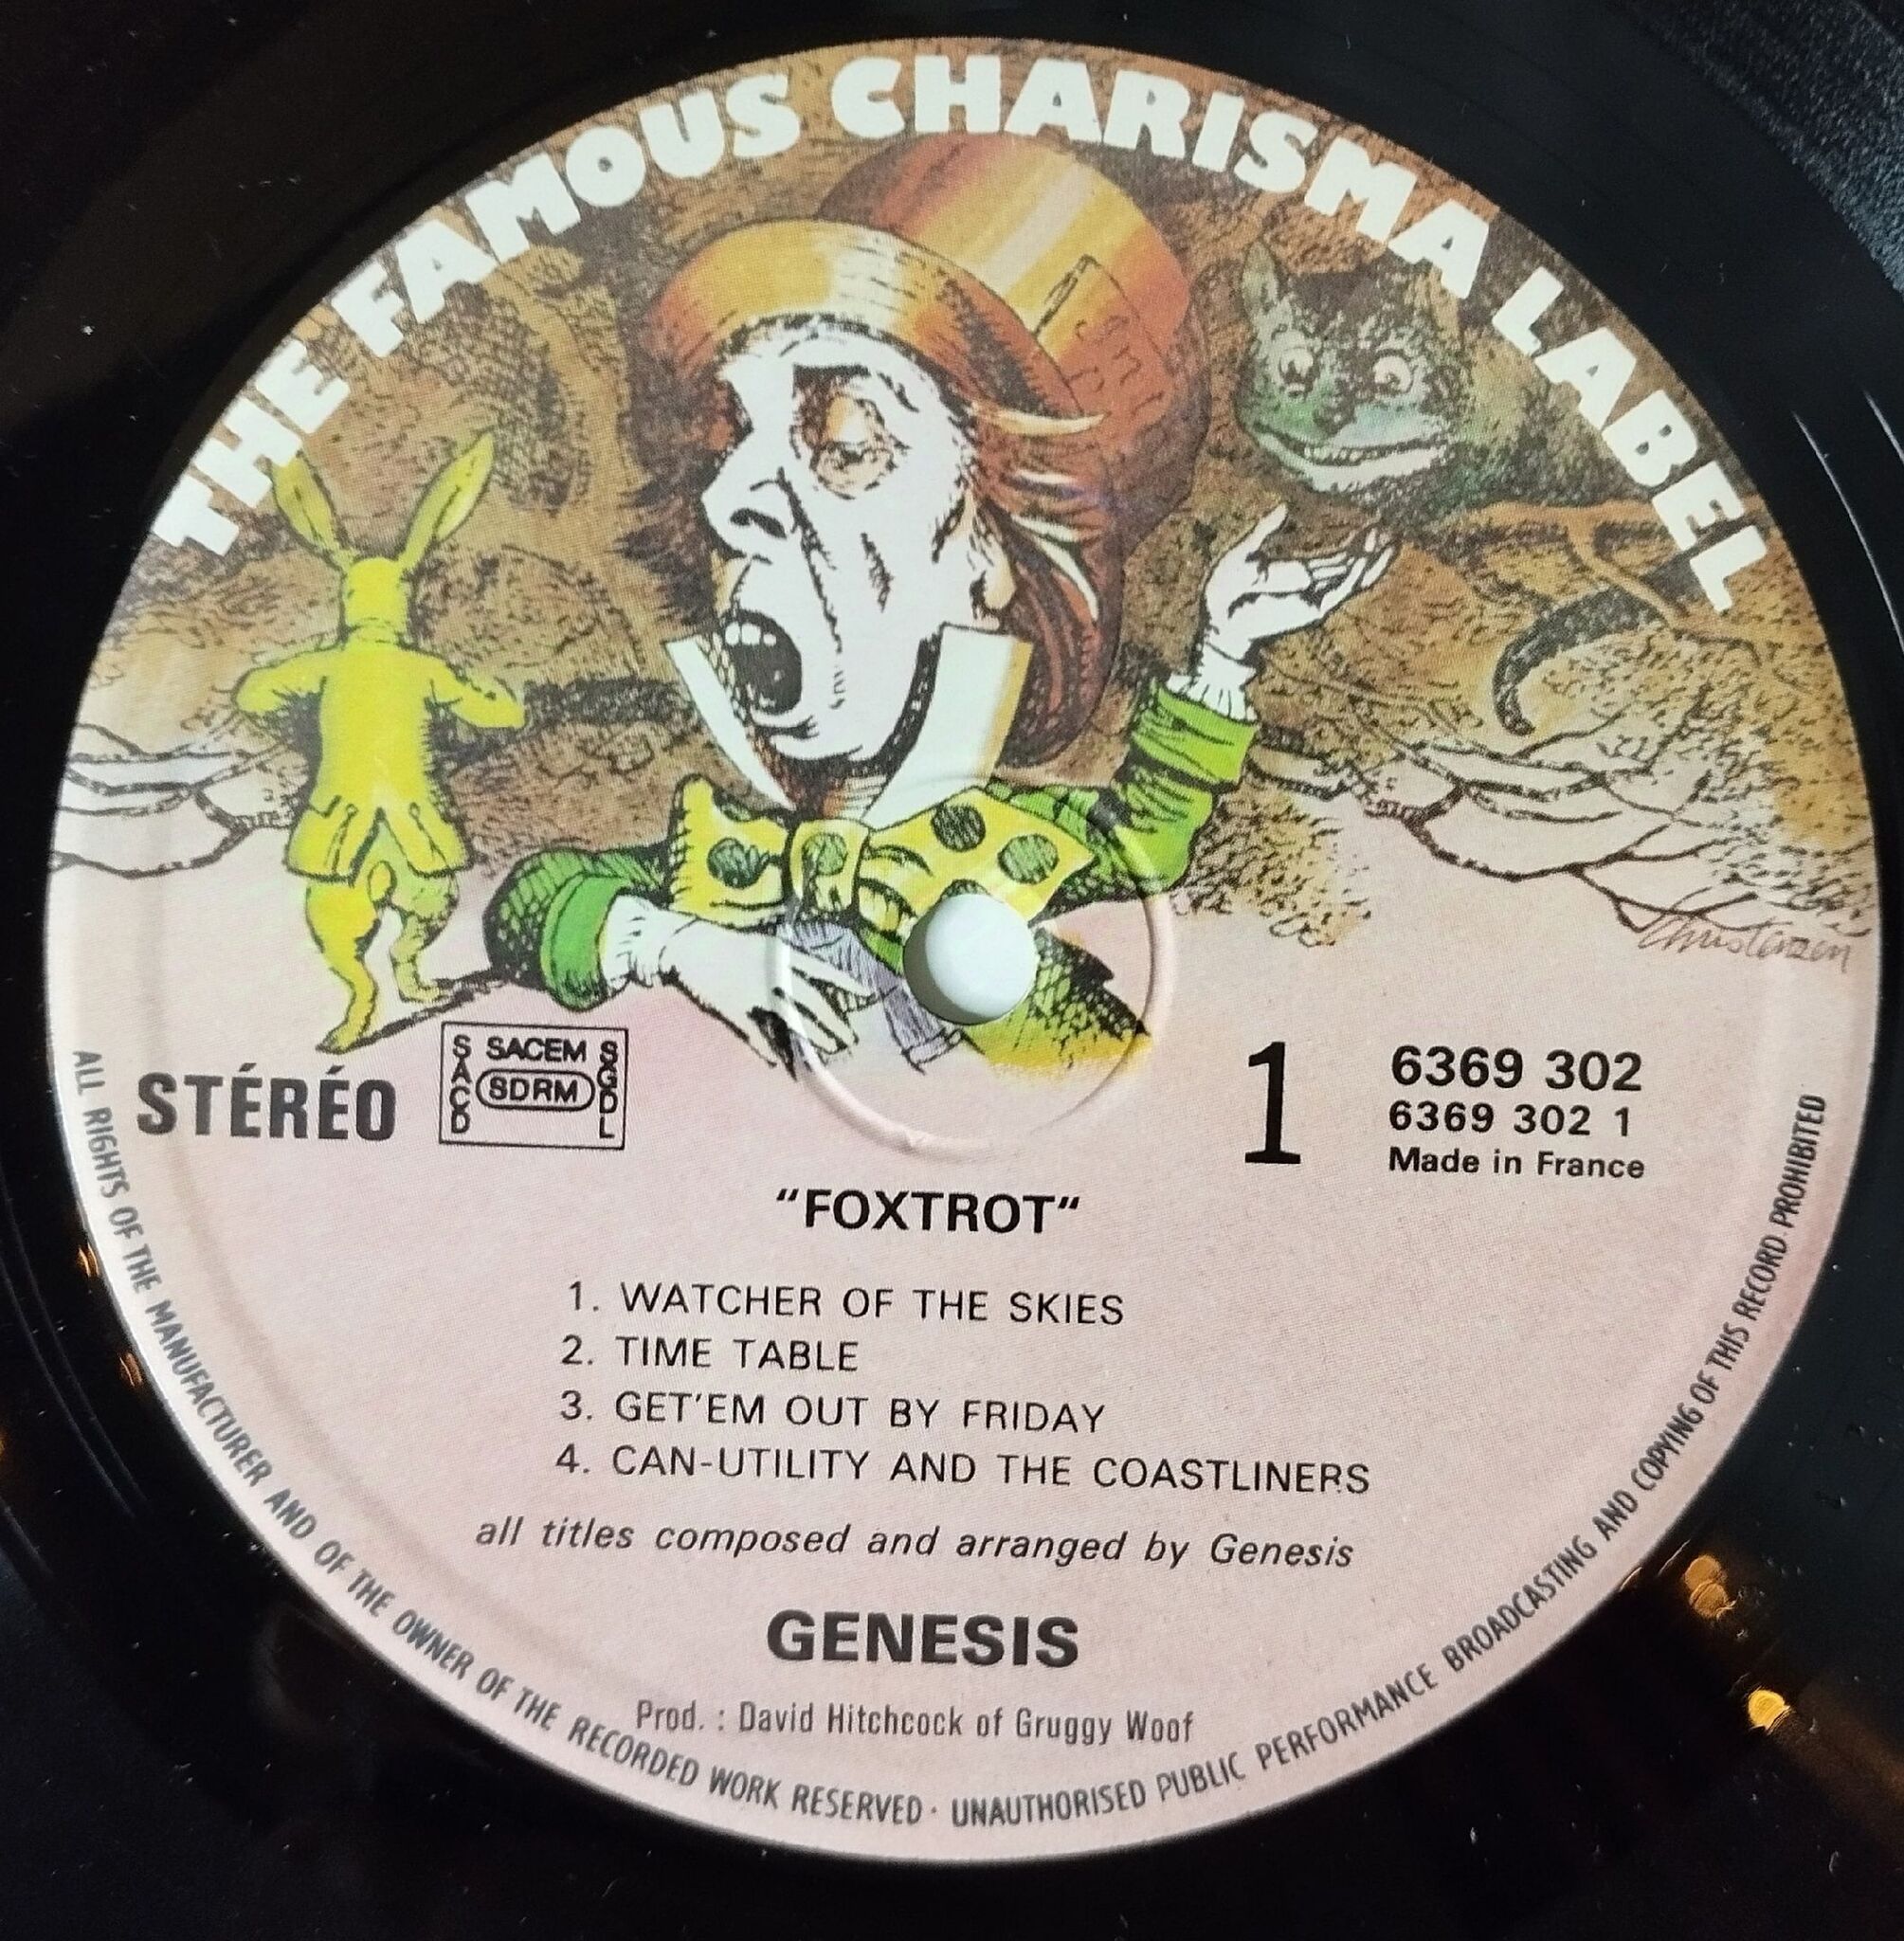 THE FAMOUS CHARISMA LABEL
Christenzen
STÉRÉO
SACD
SACEM
SDRM
SGDL
1
6369 302
6369 302 1
Made in France
"FOXTROT"
1. WATCHER OF THE SKIES
2. TIME TABLE
3. GET'EM OUT BY FRIDAY
4. CAN-UTILITY AND THE COASTLINERS
all titles composed and arranged by Genesis
GENESIS
Prod. : David Hitchcock of Gruggy Woof
ALL RIGHTS OF THE MANUFACTURER AND OF THE OWNER OF THE RECORDED WORK RESERVED · UNAUTHORISED PUBLIC PERFORMANCE BROADCASTING AND COPYING OF THIS RECORD PROHIBITED